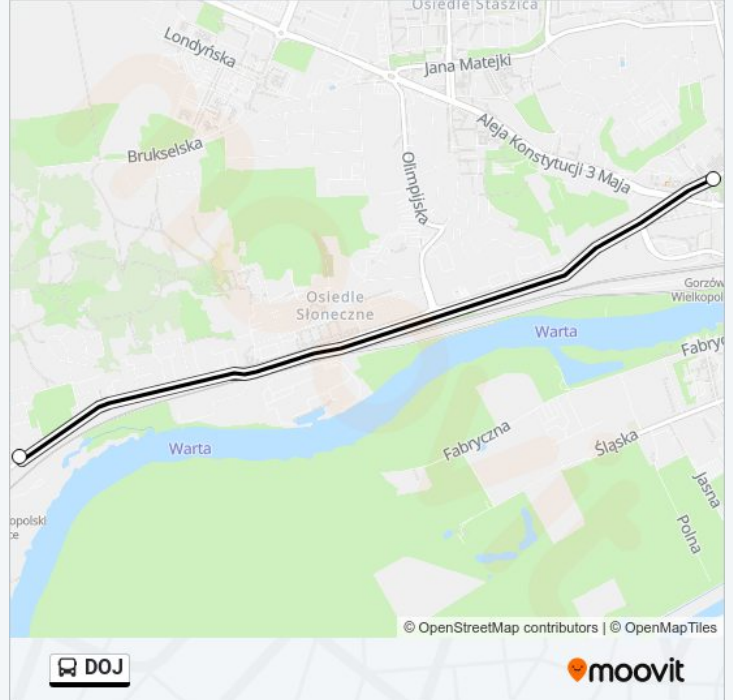 Osiedle Staszica
Londyńska
Jana Matejki
Aleja Konstytucji 3 Maja
Brukselska
Olimpijska
Osiedle
Słoneczne
Gorzów
Wielkopol
Warta
Fabryc
Fabryczna
Śląska
Warta
Jasna
Polna
opolski
ce
© OpenStreetMap contributors | © OpenMapTiles
DOJ
moovit